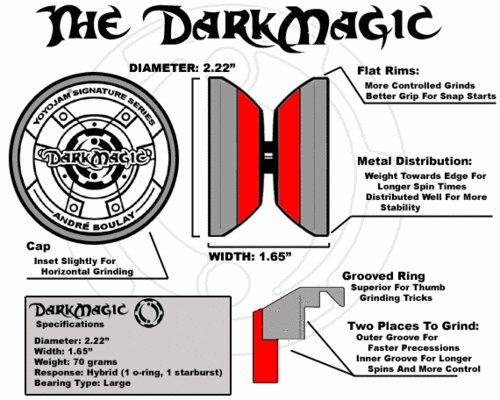 The DarkMagic
DIAMETER: 2.22"
YOYOJAM SIGNATURE SERIES
DarkMagic
ANDRÉ BOULAY
Flat Rims:
More Controlled Grinds
Better Grip For Snap Starts
Metal Distribution:
Weight Towards Edge For
Longer Spin Times
Distributed Well For More
Stability
Cap
Inset Slightly For
Horizontal Grinding
WIDTH: 1.65"
Grooved Ring
Superior For Thumb
Grinding Tricks
Two Places To Grind:
Outer Groove For
Faster Precessions
Inner Groove For Longer
Spins And More Control
DarkMagic
Specifications
Diameter: 2.22"
Width: 1.65"
Weight: 70 grams
Response: Hybrid (1 o-ring, 1 starburst)
Bearing Type: Large